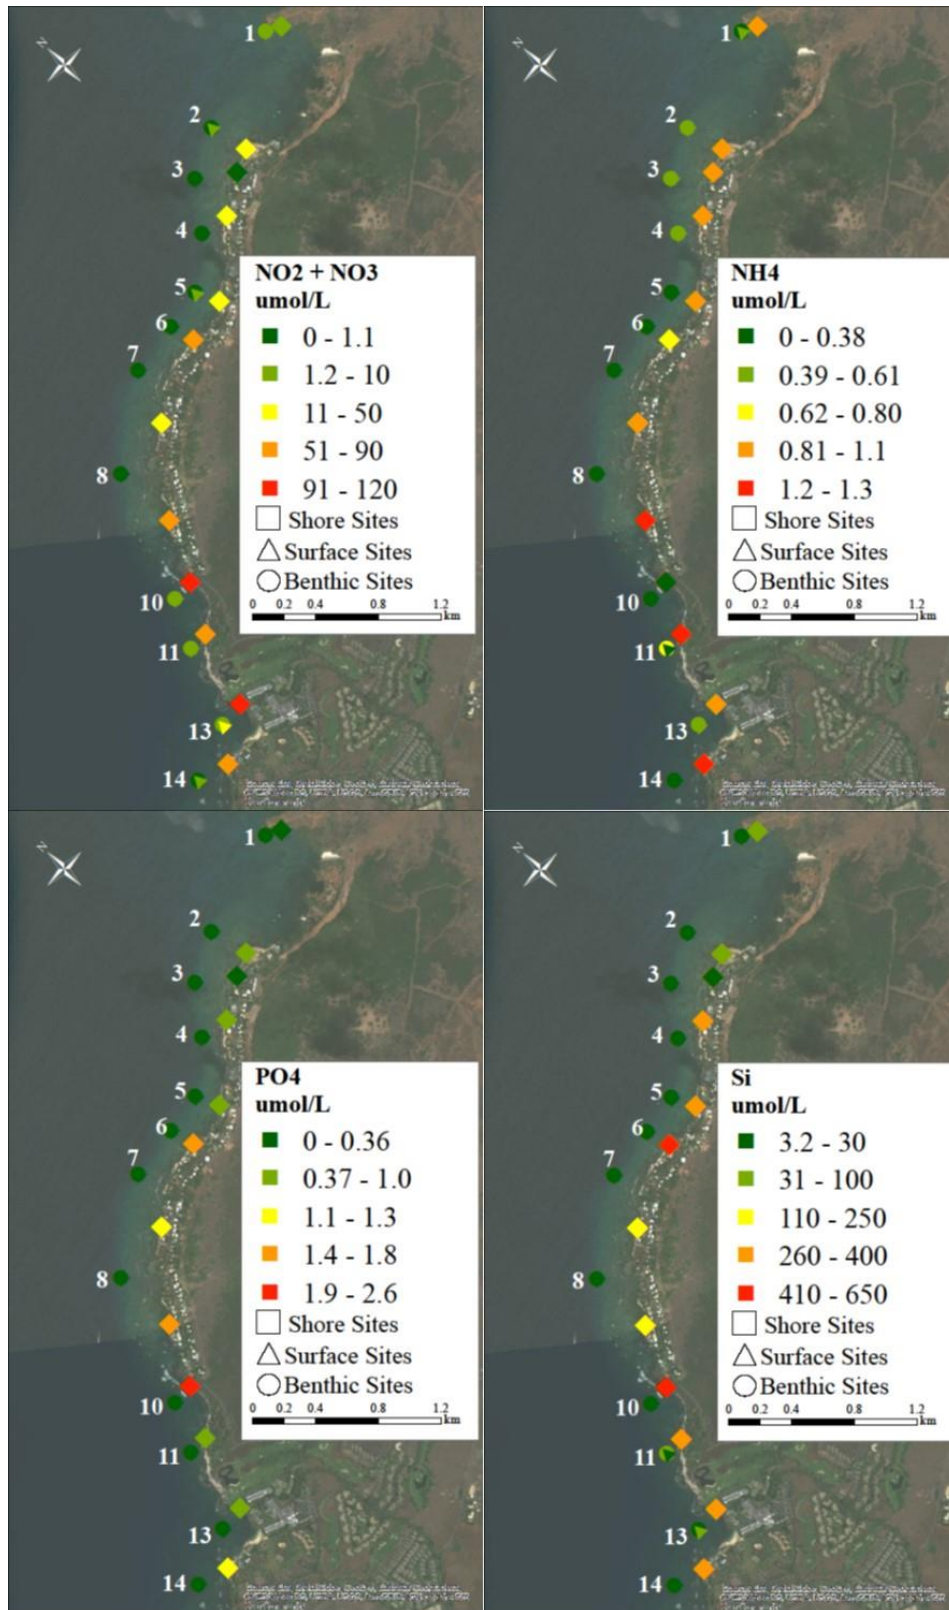 N
1
2
3
4
5
6
7
8
10
11
13
14
NO2 + NO3
umol/L
0 - 1.1
1.2 - 10
11 - 50
51 - 90
91 - 120
Shore Sites
Surface Sites
Benthic Sites
0 0.2 0.4 0.8 1.2
km
N
1
2
3
4
5
6
7
8
10
11
13
14
NH4
umol/L
0 - 0.38
0.39 - 0.61
0.62 - 0.80
0.81 - 1.1
1.2 - 1.3
Shore Sites
Surface Sites
Benthic Sites
0 0.2 0.4 0.8 1.2
km
N
1
2
3
4
5
6
7
8
10
11
13
14
PO4
umol/L
0 - 0.36
0.37 - 1.0
1.1 - 1.3
1.4 - 1.8
1.9 - 2.6
Shore Sites
Surface Sites
Benthic Sites
0 0.2 0.4 0.8 1.2
km
N
1
2
3
4
5
6
7
8
10
11
13
14
Si
umol/L
3.2 - 30
31 - 100
110 - 250
260 - 400
410 - 650
Shore Sites
Surface Sites
Benthic Sites
0 0.2 0.4 0.8 1.2
km